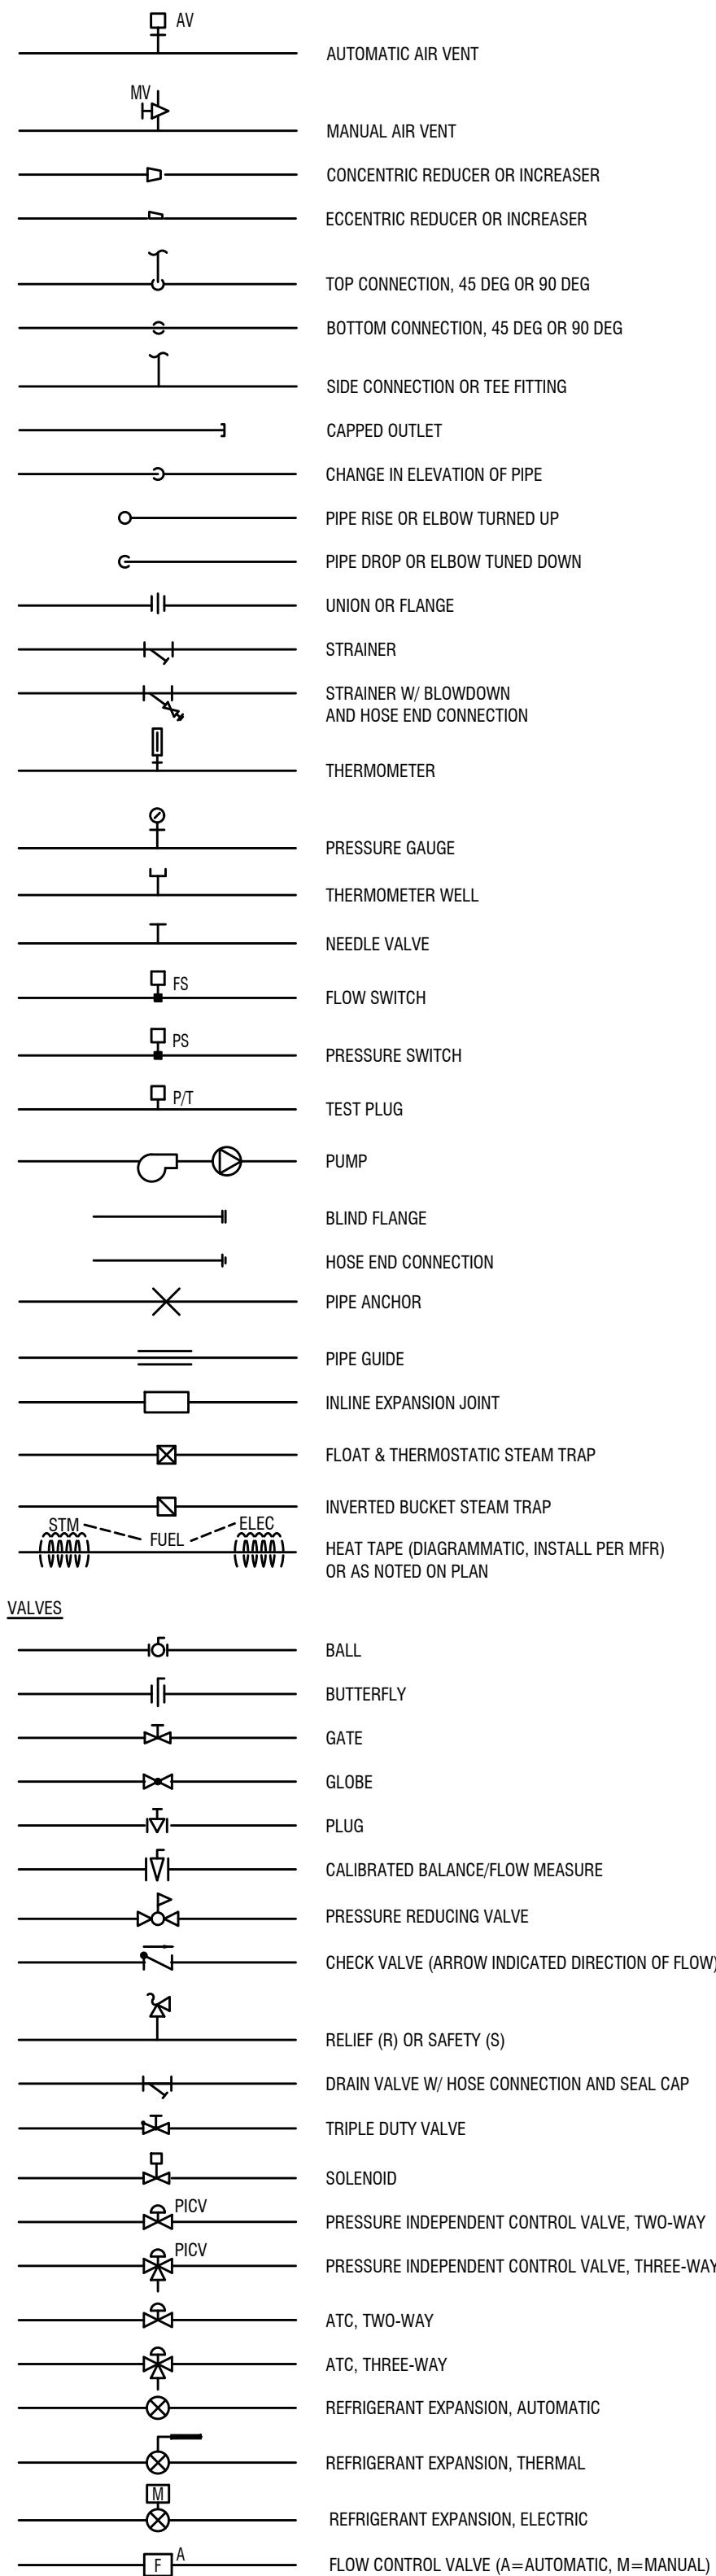 AV
AUTOMATIC AIR VENT
MV
MANUAL AIR VENT
CONCENTRIC REDUCER OR INCREASER
ECCENTRIC REDUCER OR INCREASER
TOP CONNECTION, 45 DEG OR 90 DEG
BOTTOM CONNECTION, 45 DEG OR 90 DEG
SIDE CONNECTION OR TEE FITTING
CAPPED OUTLET
CHANGE IN ELEVATION OF PIPE
PIPE RISE OR ELBOW TURNED UP
PIPE DROP OR ELBOW TUNED DOWN
UNION OR FLANGE
STRAINER
STRAINER W/ BLOWDOWN
AND HOSE END CONNECTION
THERMOMETER
PRESSURE GAUGE
THERMOMETER WELL
NEEDLE VALVE
FS
FLOW SWITCH
PS
PRESSURE SWITCH
P/T
TEST PLUG
PUMP
BLIND FLANGE
HOSE END CONNECTION
PIPE ANCHOR
PIPE GUIDE
INLINE EXPANSION JOINT
FLOAT & THERMOSTATIC STEAM TRAP
INVERTED BUCKET STEAM TRAP
STM FUEL ELEC
HEAT TAPE (DIAGRAMMATIC, INSTALL PER MFR)
OR AS NOTED ON PLAN
VALVES
BALL
BUTTERFLY
GATE
GLOBE
PLUG
CALIBRATED BALANCE/FLOW MEASURE
PRESSURE REDUCING VALVE
CHECK VALVE (ARROW INDICATED DIRECTION OF FLOW)
RELIEF (R) OR SAFETY (S)
DRAIN VALVE W/ HOSE CONNECTION AND SEAL CAP
TRIPLE DUTY VALVE
SOLENOID
PICV
PRESSURE INDEPENDENT CONTROL VALVE, TWO-WAY
PICV
PRESSURE INDEPENDENT CONTROL VALVE, THREE-WAY
ATC, TWO-WAY
ATC, THREE-WAY
REFRIGERANT EXPANSION, AUTOMATIC
REFRIGERANT EXPANSION, THERMAL
M
REFRIGERANT EXPANSION, ELECTRIC
F A
FLOW CONTROL VALVE (A=AUTOMATIC, M=MANUAL)